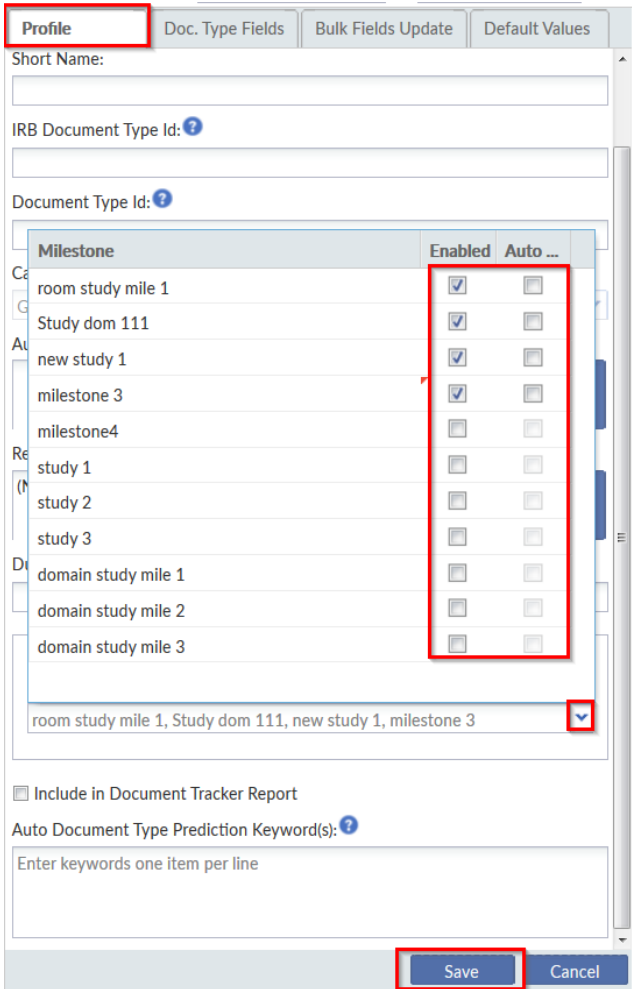 Profile Doc. Type Fields Bulk Fields Update Default Values
Short Name:
IRB Document Type Id: ?
Document Type Id: ?
Milestone Enabled Auto ...
Ca
room study mile 1
G
Study dom 111
Au
new study 1
milestone 3
milestone4
Re
study 1
(N
study 2
study 3
Du
domain study mile 1
domain study mile 2
domain study mile 3
room study mile 1, Study dom 111, new study 1, milestone 3
Include in Document Tracker Report
Auto Document Type Prediction Keyword(s): ?
Enter keywords one item per line
Save Cancel